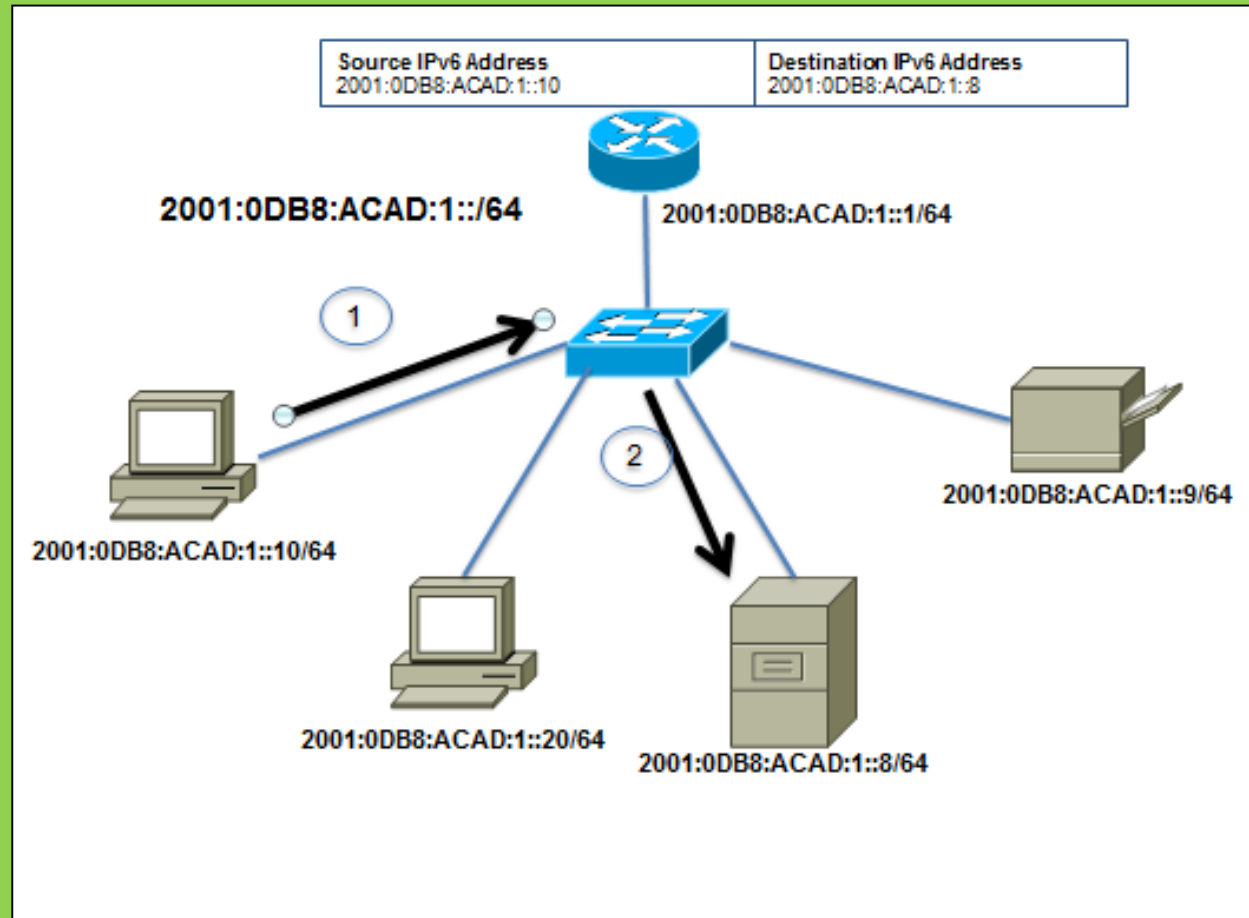 Source IPv6 Address
2001:0DB8:ACAD:1::10
Destination IPv6 Address
2001:0DB8:ACAD:1::8
2001:0DB8:ACAD:1::/64
2001:0DB8:ACAD:1::1/64
1
2
2001:0DB8:ACAD:1::9/64
2001:0DB8:ACAD:1::10/64
2001:0DB8:ACAD:1::20/64
2001:0DB8:ACAD:1::8/64